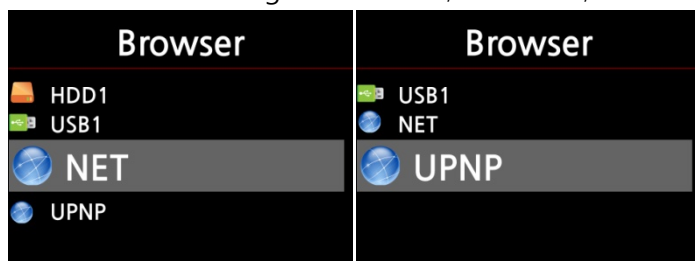 Browser
HDD1
USB1
NET
UPNP
Browser
USB1
NET
UPNP